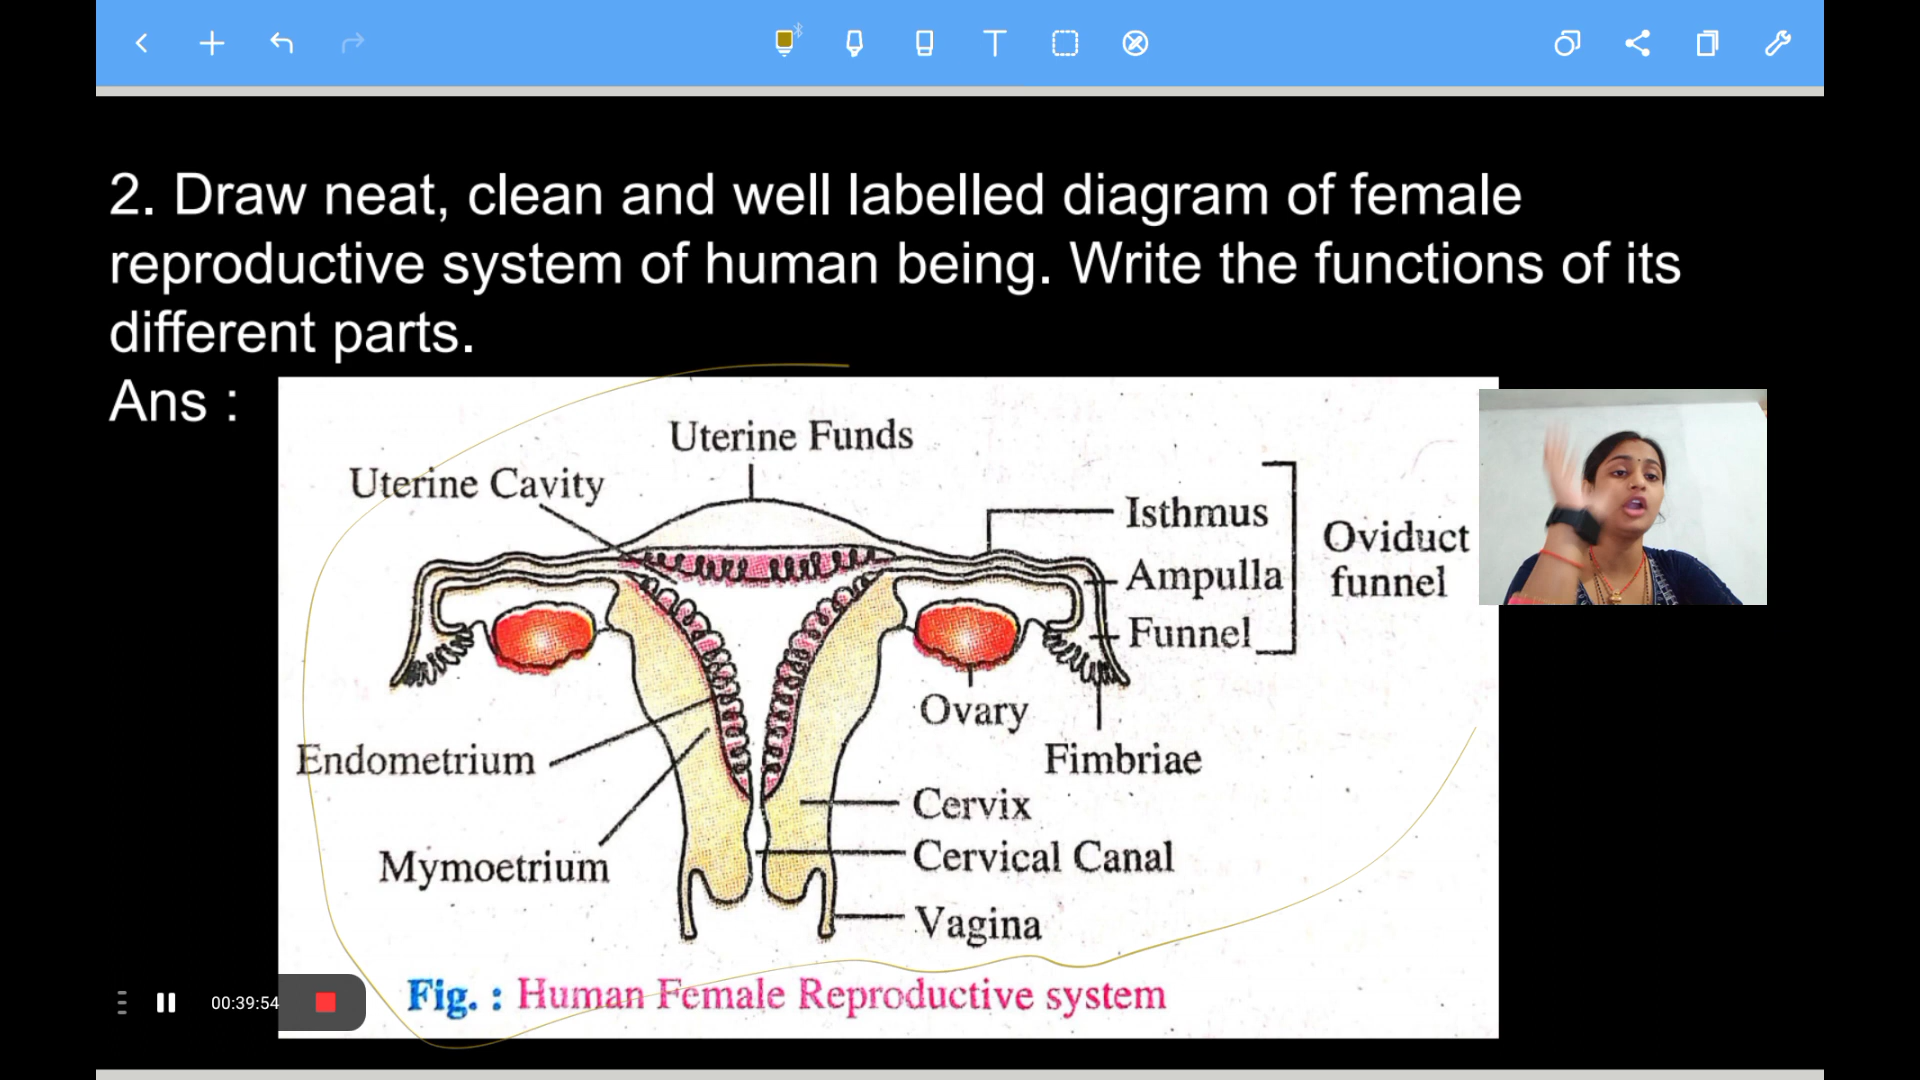 2. Draw neat, clean and well labelled diagram of female
reproductive system of human being. Write the functions of its
different parts.
Ans :
Uterine Funds
Uterine Cavity
Isthmus
Ampulla
Funnel
Oviduct
funnel
Ovary
Fimbriae
Endometrium
Cervix
Mymoetrium
Cervical Canal
Vagina
Fig. : Human Female Reproductive system
00:39:54